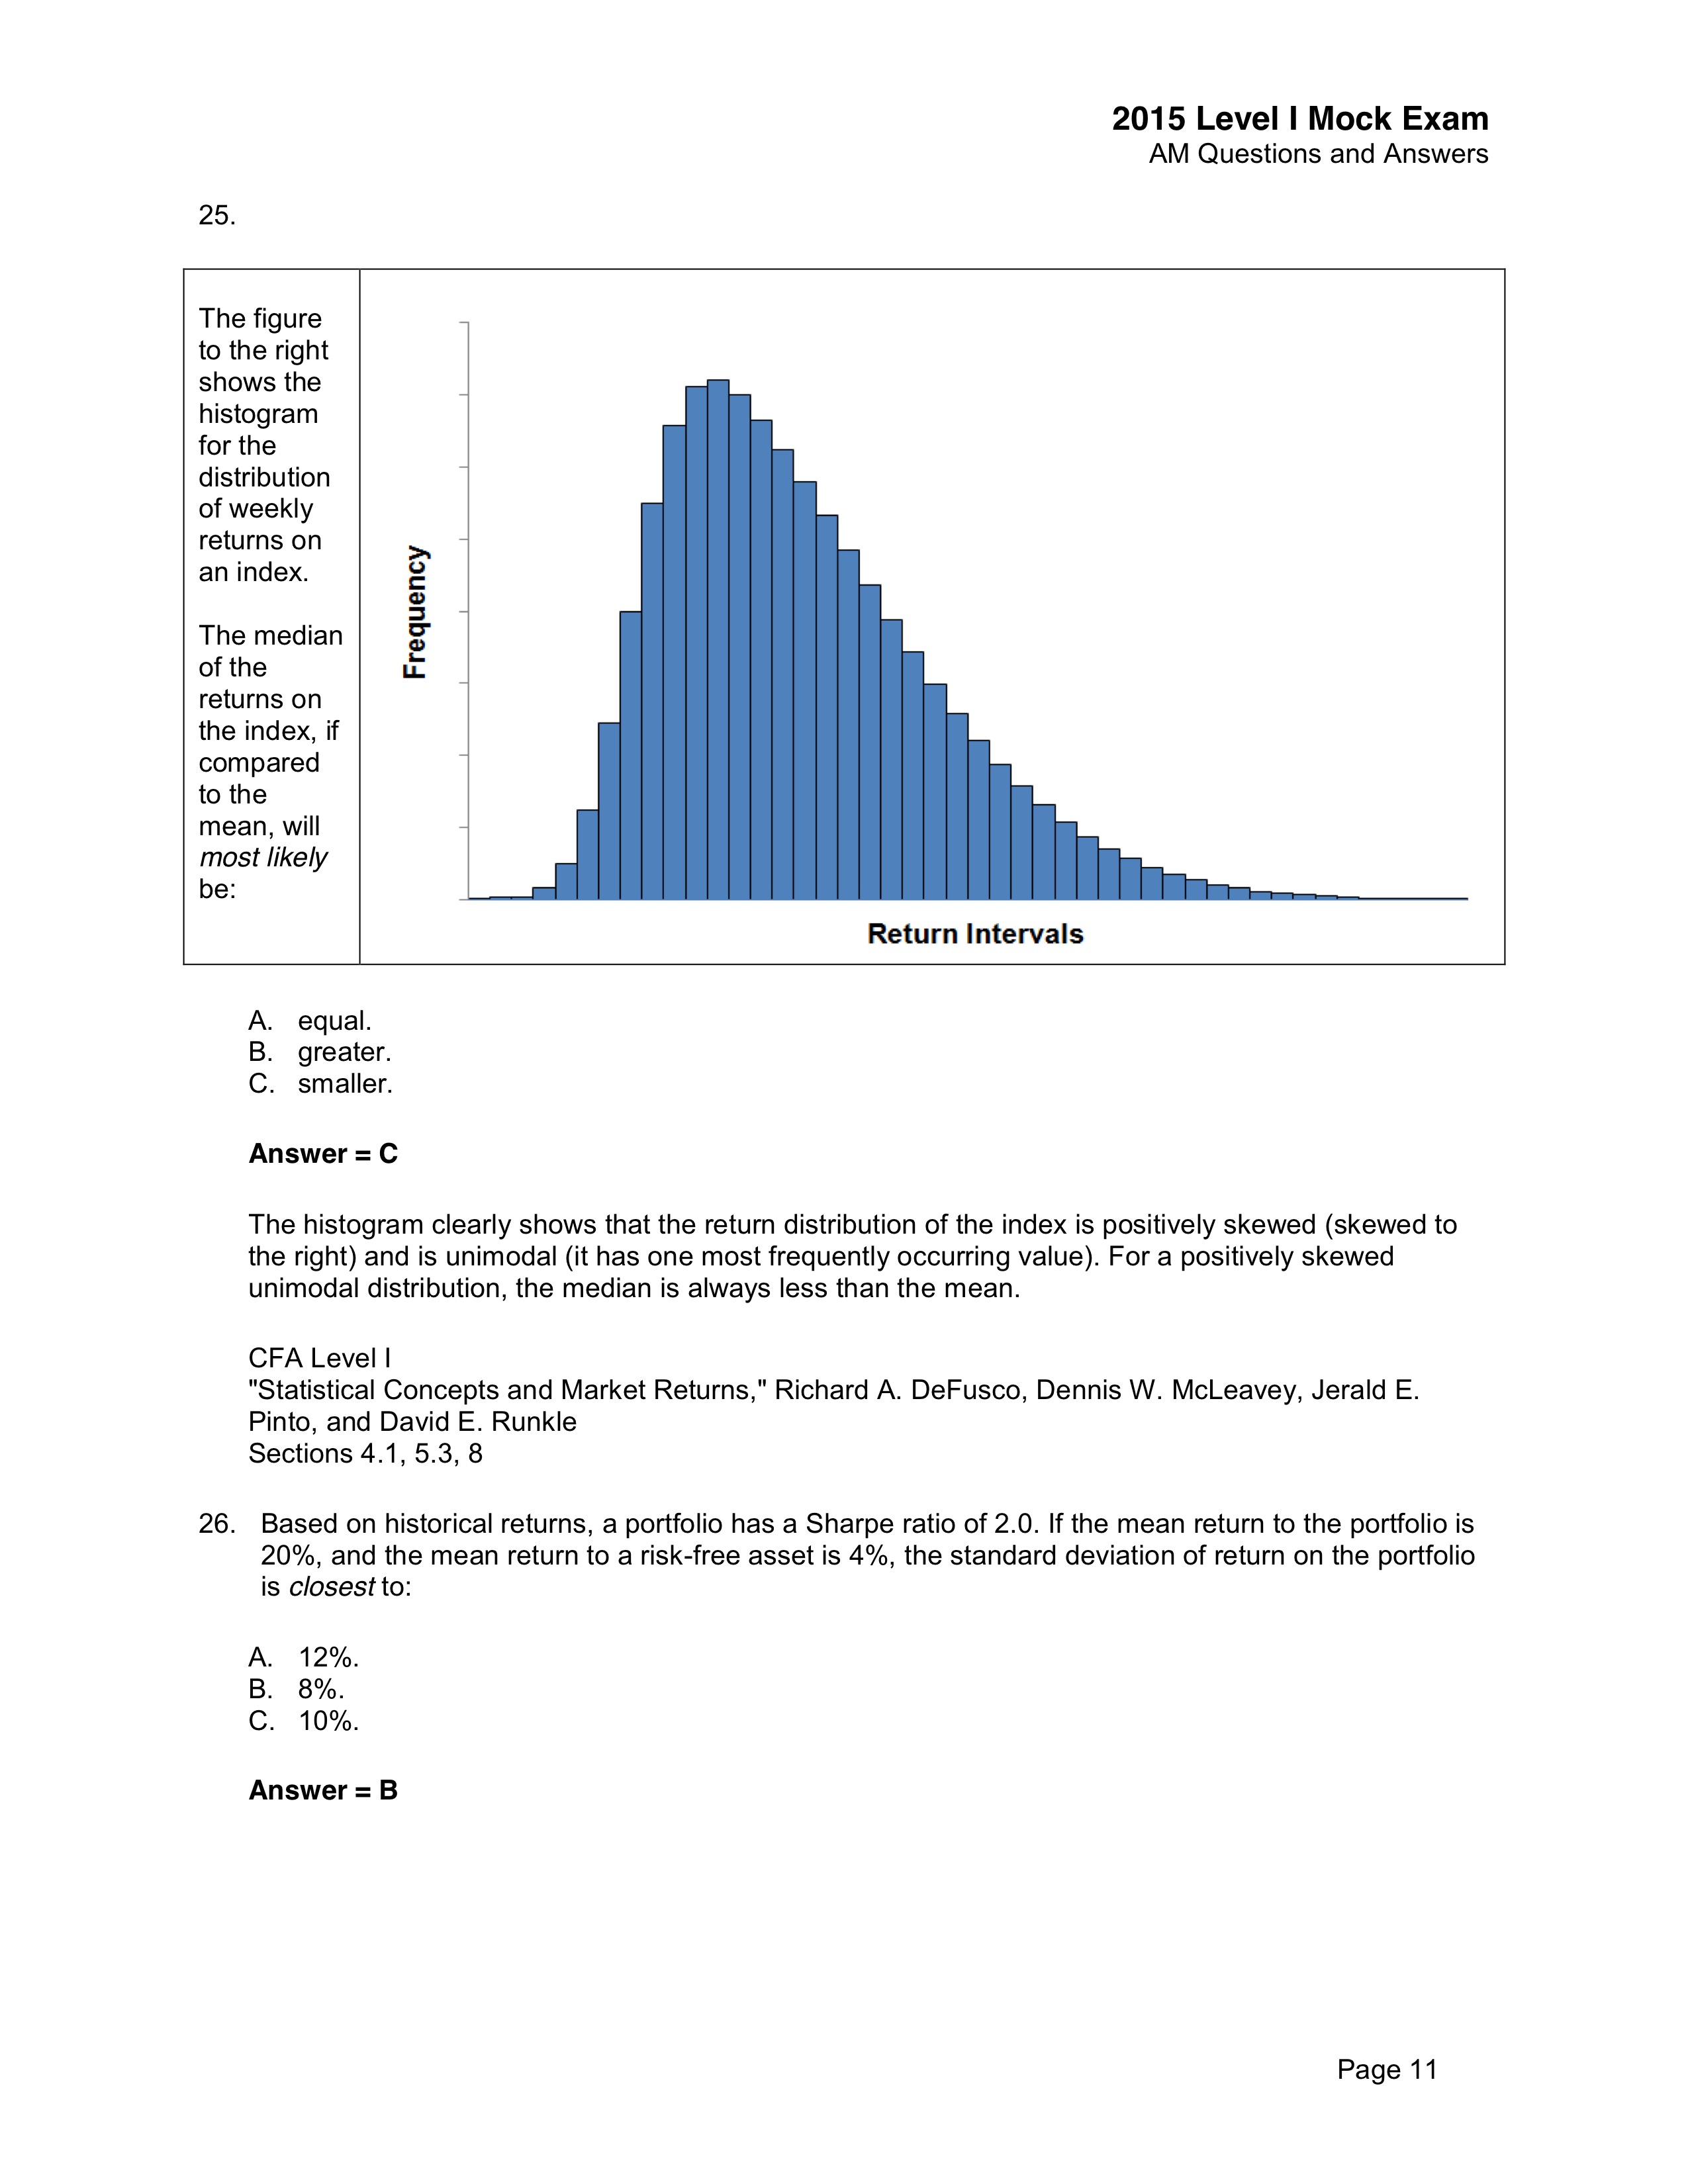 2015 Level I Mock Exam
AM Questions and Answers
25.
The figure
to the right
shows the
histogram
for the
distribution
of weekly
returns on
an index.
The median
of the
returns on
the index, if
compared
to the
mean, will
most likely
be:
Frequency
Return Intervals
A. equal.
B. greater.
C. smaller.
Answer = C
The histogram clearly shows that the return distribution of the index is positively skewed (skewed to
the right) and is unimodal (it has one most frequently occurring value). For a positively skewed
unimodal distribution, the median is always less than the mean.
CFA Level I
"Statistical Concepts and Market Returns," Richard A. DeFusco, Dennis W. McLeavey, Jerald E.
Pinto, and David E. Runkle
Sections 4.1, 5.3, 8
26. Based on historical returns, a portfolio has a Sharpe ratio of 2.0. If the mean return to the portfolio is
20%, and the mean return to a risk-free asset is 4%, the standard deviation of return on the portfolio
is closest to:
A. 12%.
B. 8%.
C. 10%.
Answer = B
Page 11